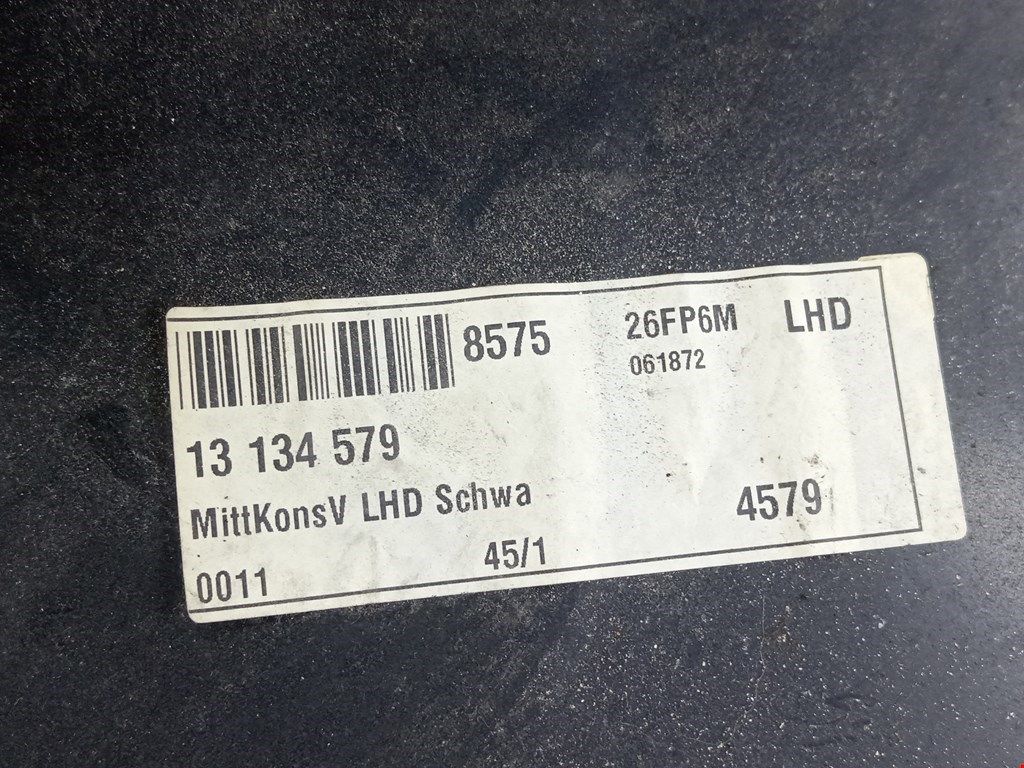 8575 26FP6M LHD
061872
13 134 579
MittKonsV LHD Schwa 4579
0011 45/1